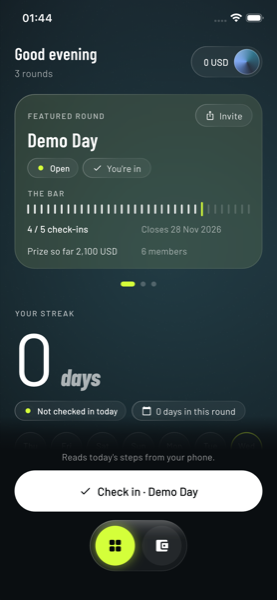 01:44
Good evening
3 rounds
0 USD
FEATURED ROUND
Invite
Demo Day
Open
You're in
THE BAR
4 / 5 check-ins
Closes 28 Nov 2026
Prize so far 2,100 USD
6 members
YOUR STREAK
0 days
Not checked in today
0 days in this round
Reads today's steps from your phone.
Check in · Demo Day